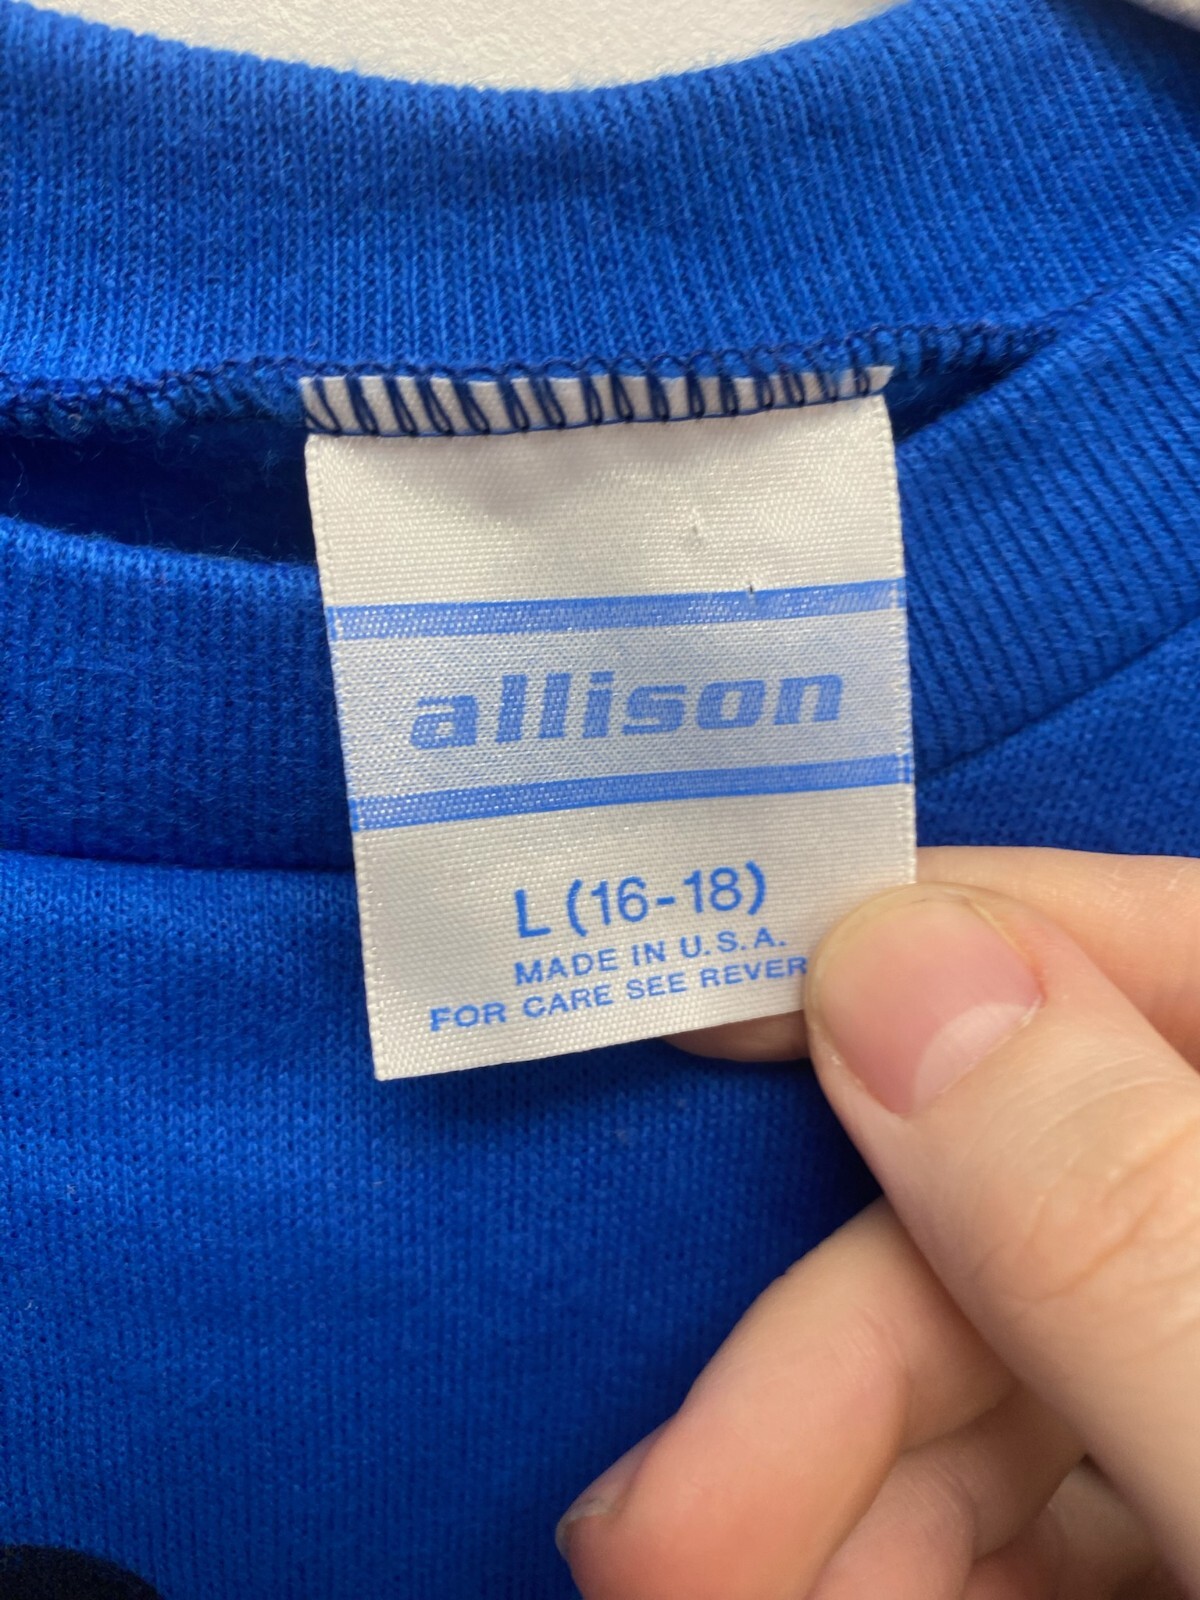 allison
L (16-18)
MADE IN U.S.A.
FOR CARE SEE REVER